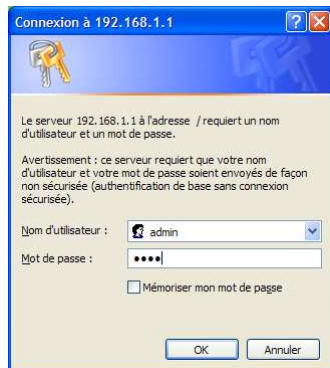 Connexion à 192.168.1.1
Le serveur 192.168.1.1 à l'adresse / requiert un nom
d'utilisateur et un mot de passe.
Avertissement : ce serveur requiert que votre nom
d'utilisateur et votre mot de passe soient envoyés de façon
non sécurisée (authentification de base sans connexion
sécurisée).
Nom d'utilisateur : admin
Mot de passe : ••••
Mémoriser mon mot de passe
OK Annuler